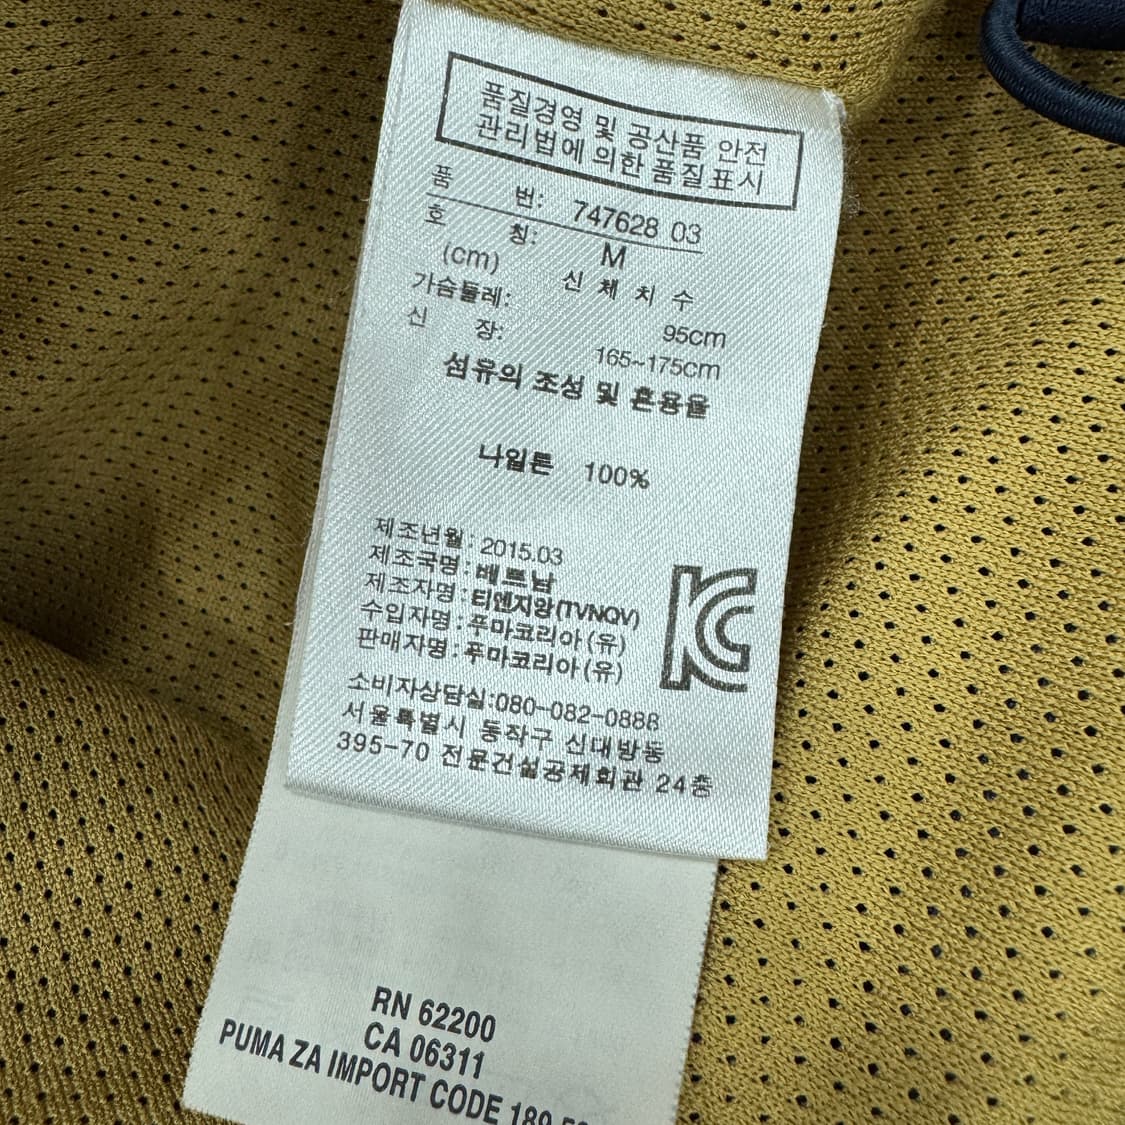 품질경영 및 공산품 안전
관리법에 의한 품질표시
품 번: 747628 03
호 칭: M
(cm) 신 체 치 수
가슴둘레: 95cm
신 장: 165~175cm
섬유의 조성 및 혼용율
나일론 100%
제조년월: 2015.03
제조국명: 베트남
제조자명: 티엔지앙(TVNQV)
수입자명: 푸마코리아(유)
판매자명: 푸마코리아(유)
KC
소비자상담실:080-082-0888
서울특별시 동작구 신대방동
395-70 전문건설공제회관 24층
RN 62200
CA 06311
PUMA ZA IMPORT CODE 189